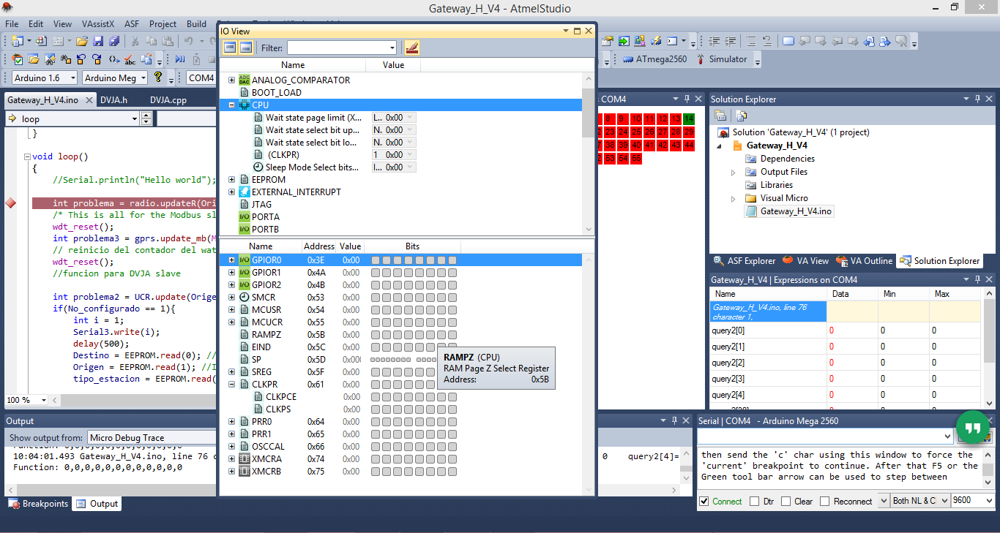 Gateway_H_V4 - AtmelStudio
File Edit View VAssistX ASF Project Build
Arduino 1.6 Arduino Meg COM4
ATmega2560 Simulator
Gateway_H_V4.ino DVJA.h DVJA.cpp
loop
}
void loop()
{
//Serial.println("Hello world");
int problema = radio.updateR(Ori
/* This is all for the Modbus sl
wdt_reset();
int problema3 = gprs.update_mb(M
// reinicio del contador del wat
wdt_reset();
//funcion para DVJA slave
int problema2 = UCR.update(Orige
if(No_configurado == 1){
int i = 1;
Serial3.write(i);
delay(500);
Destino = EEPROM.read(0); //
Origen = EEPROM.read(1); //I
tipo_estacion = EEPROM.read(
100 %
IO View
Filter:
Name Value
ANALOG_COMPARATOR
BOOT_LOAD
CPU
Wait state page limit (X... L.. 0x00
Wait state select bit up... N. 0x00
Wait state select bit lo... N. 0x00
(CLKPR) 1 0x00
Sleep Mode Select bits... I... 0x00
EEPROM
EXTERNAL_INTERRUPT
JTAG
I/O PORTA
I/O PORTB
Name Address Value Bits
I/O GPIOR0 0x3E 0x00
I/O GPIOR1 0x4A 0x00
I/O GPIOR2 0x4B 0x00
SMCR 0x53 0x00
MCUSR 0x54 0x00
MCUCR 0x55 0x00
RAMPZ 0x5B 0x00
EIND 0x5C 0x00
SP 0x5D 0x00
SREG 0x5F 0x00
CLKPR 0x61 0x00
CLKPCE 0x00
CLKPS 0x00
PRR0 0x64 0x00
PRR1 0x65 0x00
OSCCAL 0x66 0x00
XMCRA 0x74 0x00
XMCRB 0x75 0x00
RAMPZ (CPU)
RAM Page Z Select Register
Address: 0x5B
COM4
8 9 10 11 12 13 14
23 24 25 26 27 28 29
38 39 40 41 42 43 44
53 54 55
Solution Explorer
Solution 'Gateway_H_V4' (1 project)
Gateway_H_V4
Dependencies
Output Files
Libraries
Visual Micro
Gateway_H_V4.ino
ASF Explorer VA View VA Outline Solution Explorer
Gateway_H_V4 | Expressions on COM4
Name Data Min Max
Gateway_H_V4.ino, line 76
character 1,
query2[0] 0 0 0
query2[1] 0 0 0
query2[2] 0 0 0
query2[3] 0 0 0
query2[4] 0 0 0
Output
Show output from: Micro Debug Trace
Function: 0,0,0,0,0,0,0,0,0,0,0,0
10:04:01.493 Gateway_H_V4.ino, line 76 c
Function: 0,0,0,0,0,0,0,0,0,0,0,0
0 query2[4]=
Breakpoints Output
Serial | COM4 - Arduino Mega 2560
then send the 'c' char using this window to force the
'current' breakpoint to continue. After that F5 or the
Green tool bar arrow can be used to step between
Connect Dtr Clear Reconnect Both NL & C 9600